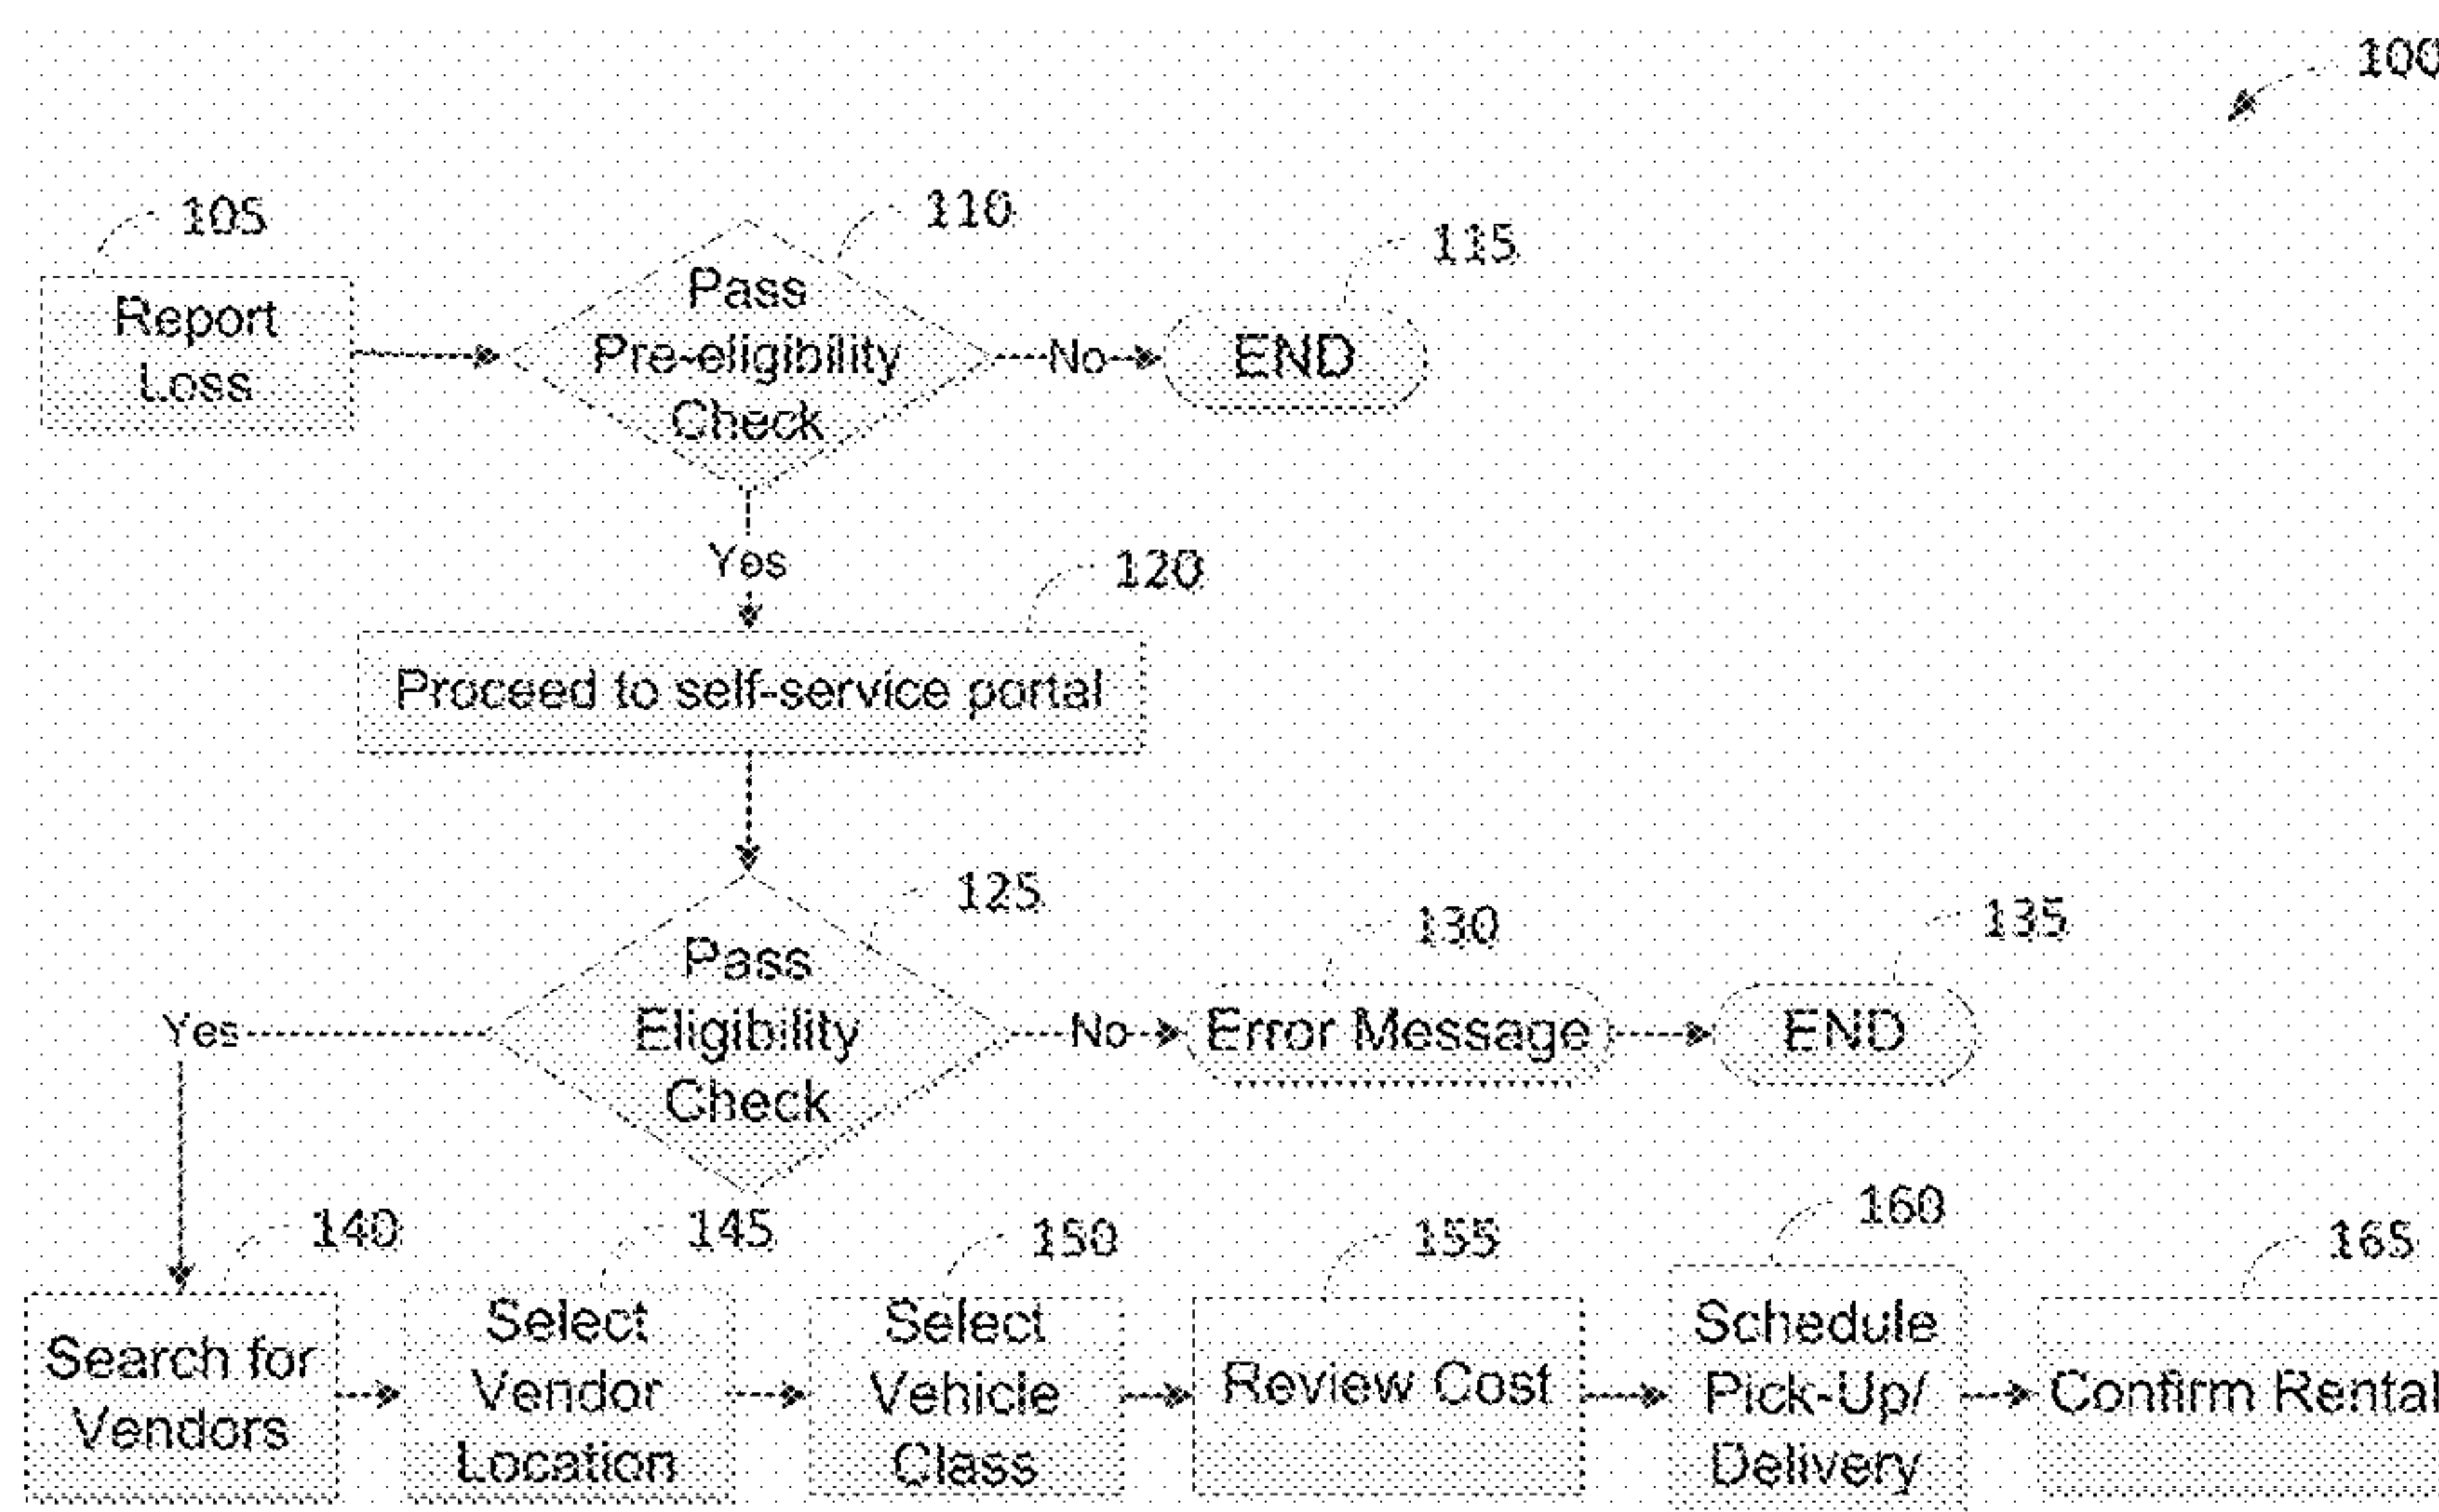 100
105
110
115
Report
Loss
Pass
Pre-eligibility
Check
No
END
Yes
120
Proceed to self-service portal
125
130
135
Pass
Eligibility
Check
Yes
No
Error Message
END
140
145
150
155
160
165
Search for
Vendors
Select
Vendor
Location
Select
Vehicle
Class
Review Cost
Schedule
Pick-Up/
Delivery
Confirm Rental